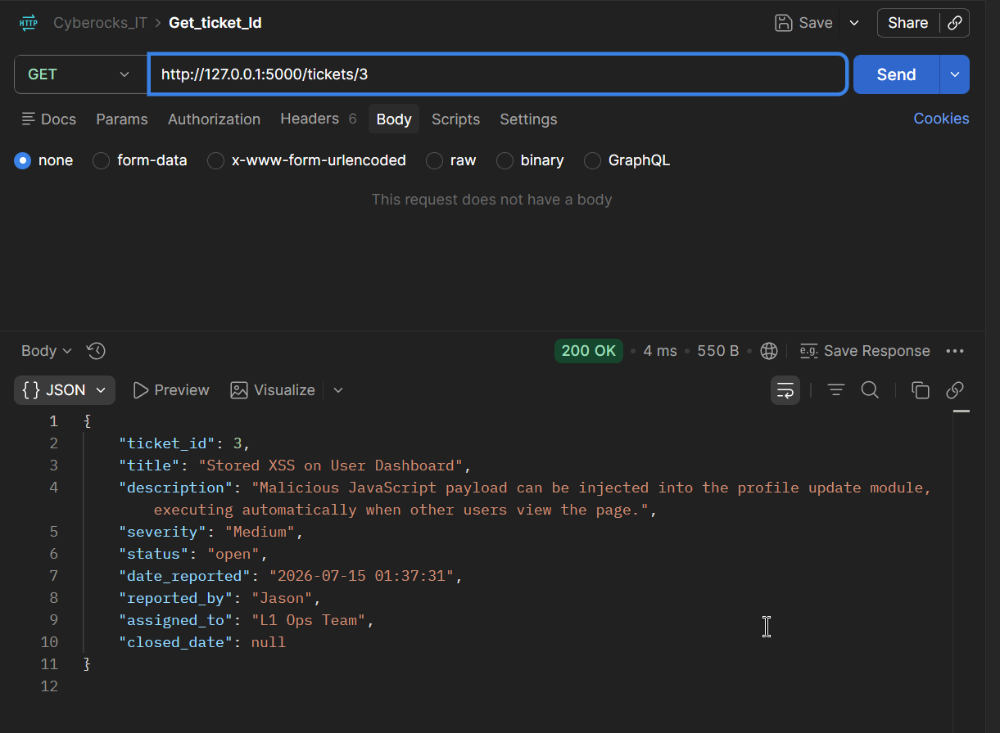 HTTP Cyberocks_IT > Get_ticket_Id Save Share
GET http://127.0.0.1:5000/tickets/3 Send
Docs Params Authorization Headers 6 Body Scripts Settings Cookies
none form-data x-www-form-urlencoded raw binary GraphQL
This request does not have a body
Body 200 OK • 4 ms • 550 B • e.g. Save Response •••
{} JSON Preview Visualize
1 {
2 "ticket_id": 3,
3 "title": "Stored XSS on User Dashboard",
4 "description": "Malicious JavaScript payload can be injected into the profile update module,
executing automatically when other users view the page.",
5 "severity": "Medium",
6 "status": "open",
7 "date_reported": "2026-07-15 01:37:31",
8 "reported_by": "Jason",
9 "assigned_to": "L1 Ops Team",
10 "closed_date": null
11 }
12